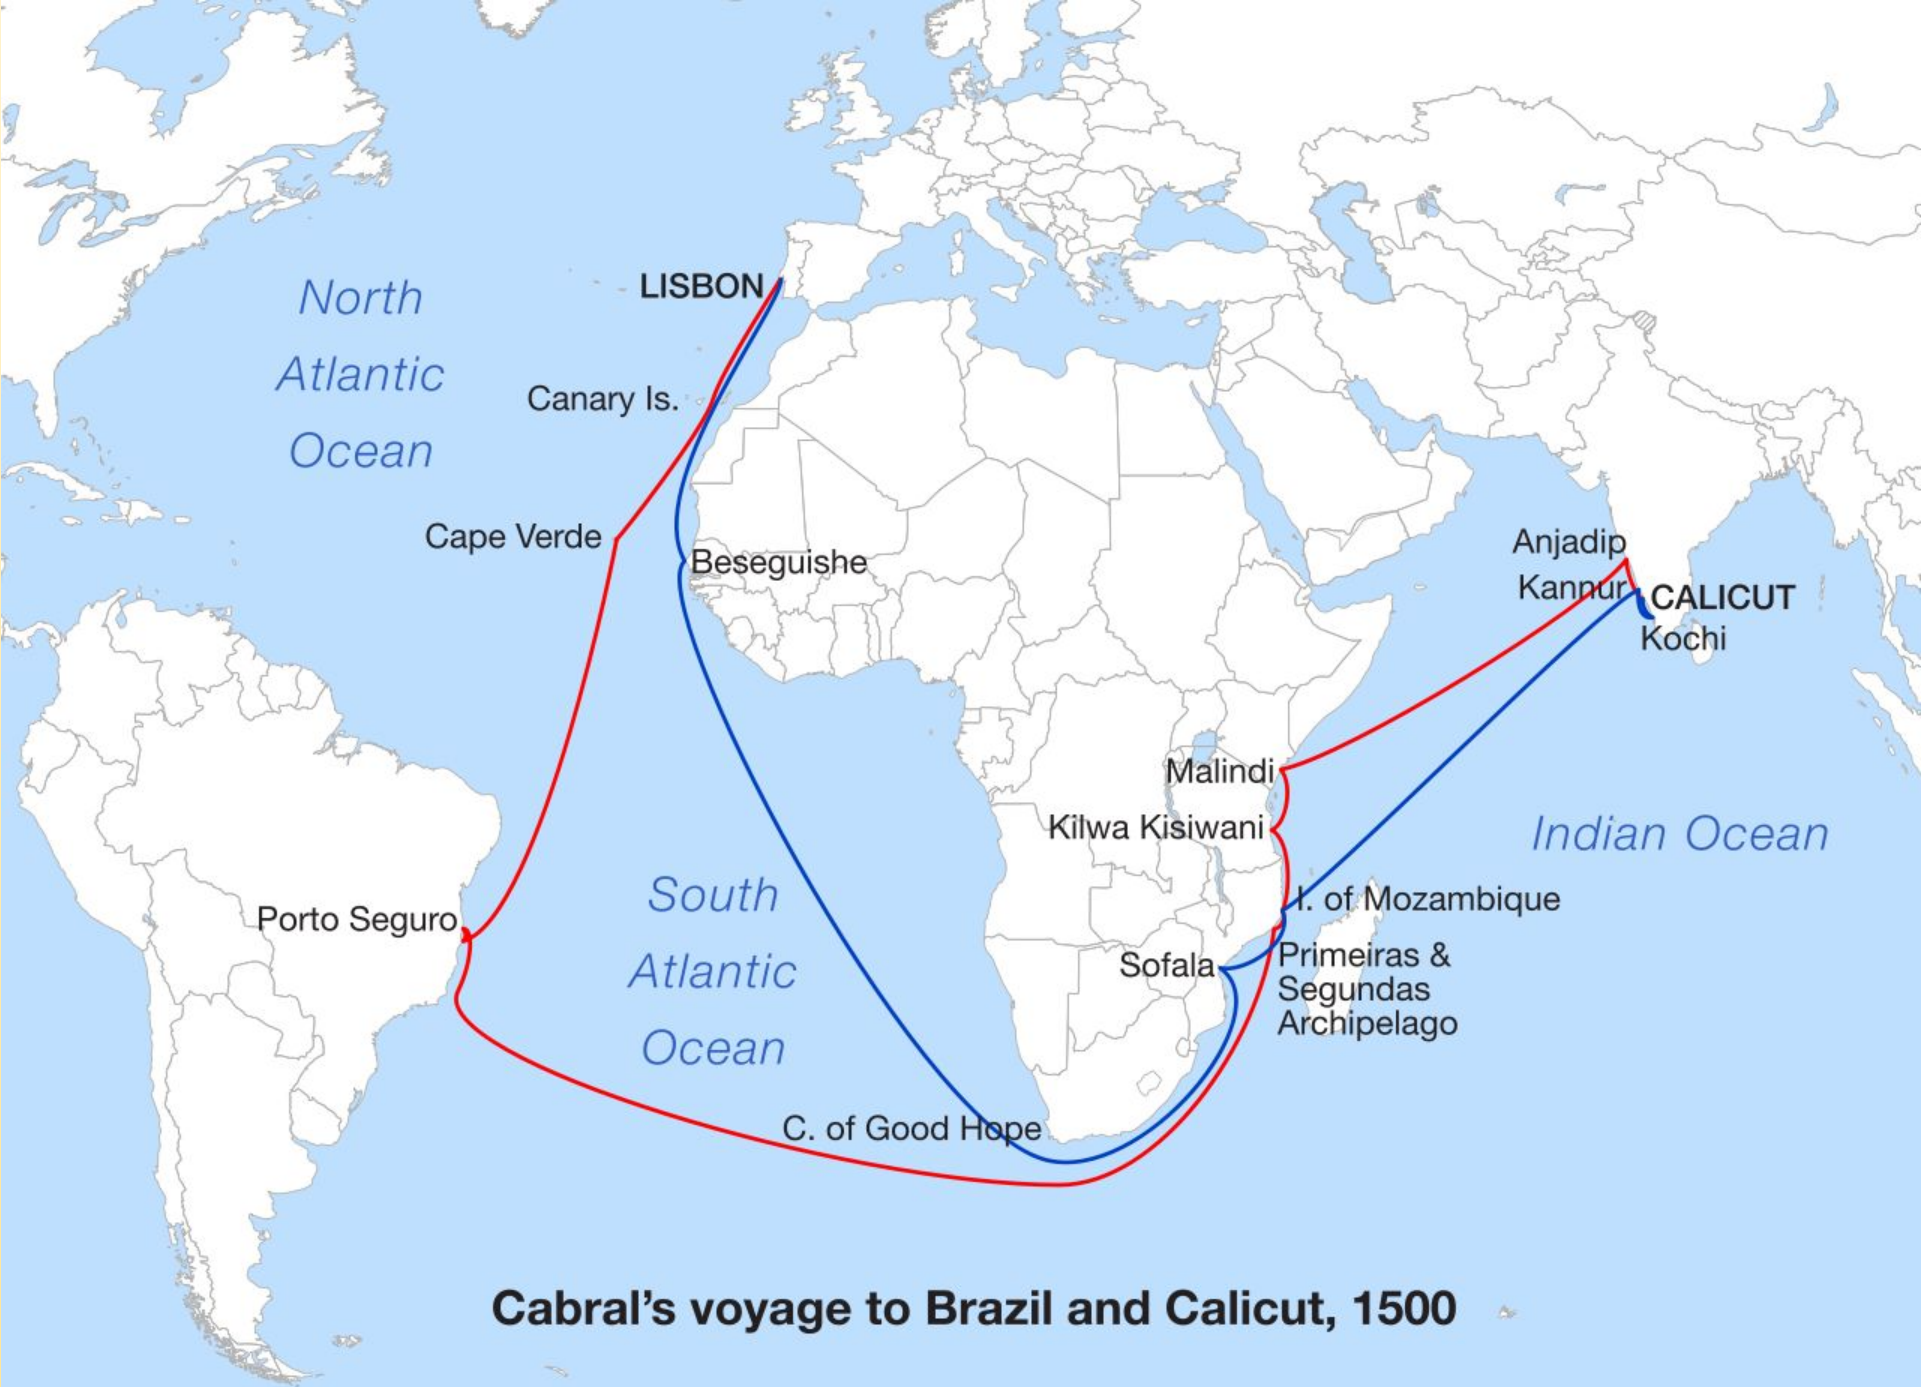 North
Atlantic
Ocean
LISBON
Canary Is.
Cape Verde
Beseguishe
Anjadip
Kannur
CALICUT
Kochi
Malindi
Kilwa Kisiwani
Indian Ocean
I. of Mozambique
Porto Seguro
South
Atlantic
Ocean
Sofala
Primeiras &
Segundas
Archipelago
C. of Good Hope
Cabral’s voyage to Brazil and Calicut, 1500